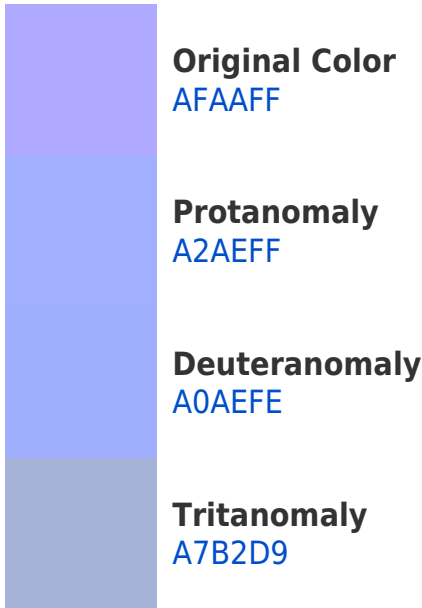 Original Color
AFAAFF
Protanomaly
A2AEFF
Deuteranomaly
A0AEFE
Tritanomaly
A7B2D9